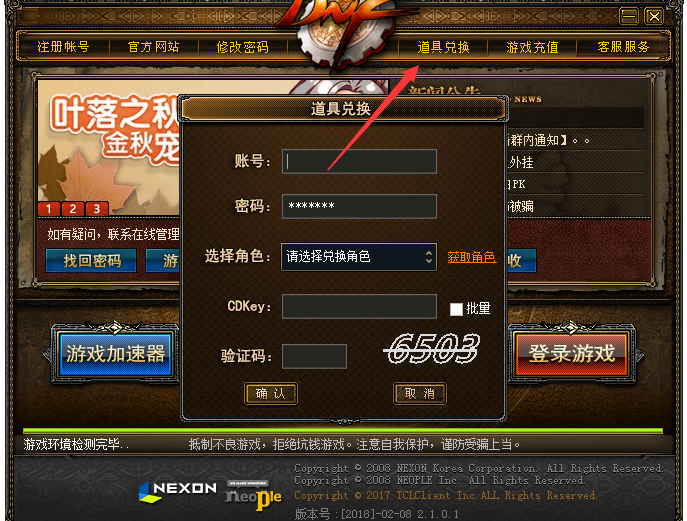 DNF
注册帐号 官方网站 修改密码 道具兑换 游戏充值 客服服务
叶落之秋
金秋宠
1 2 3
新闻公告 NEWS
道具兑换
群内通知】。。
外挂
PK
被骗
账号:
密码: *******
选择角色: 请选择兑换角色 获取角色
CDKey: 批量
验证码: 6503
确 认 取 消
如有疑问，联系在线管理
找回密码 游 收
游戏加速器 登录游戏
游戏环境检测完毕.. 抵制不良游戏，拒绝坑钱游戏。注意自我保护，谨防受骗上当。
NEXON neople
Copyright © 2008 NEXON Korea Corporation. All Rights Reserved.
Copyright © 2008 NEOPLE Inc. All Rights Reserved.
Copyright © 2017 TCLClient Inc ALL Rights Reserved.
版本号:[2018]-02-08 2.1.0.1